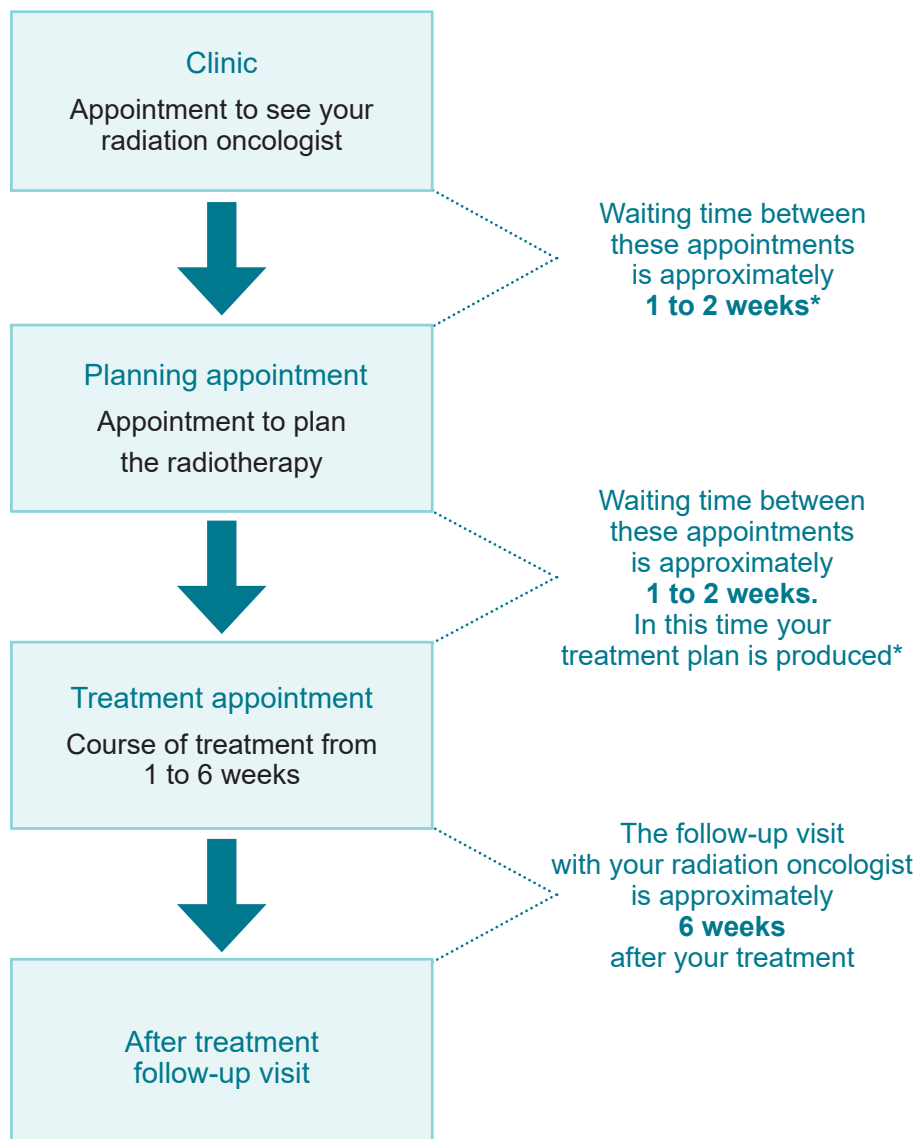 Clinic
Appointment to see your
radiation oncologist
Waiting time between
these appointments
is approximately
1 to 2 weeks*
Planning appointment
Appointment to plan
the radiotherapy
Waiting time between
these appointments
is approximately
1 to 2 weeks.
In this time your
treatment plan is produced*
Treatment appointment
Course of treatment from
1 to 6 weeks
The follow-up visit
with your radiation oncologist
is approximately
6 weeks
after your treatment
After treatment
follow-up visit